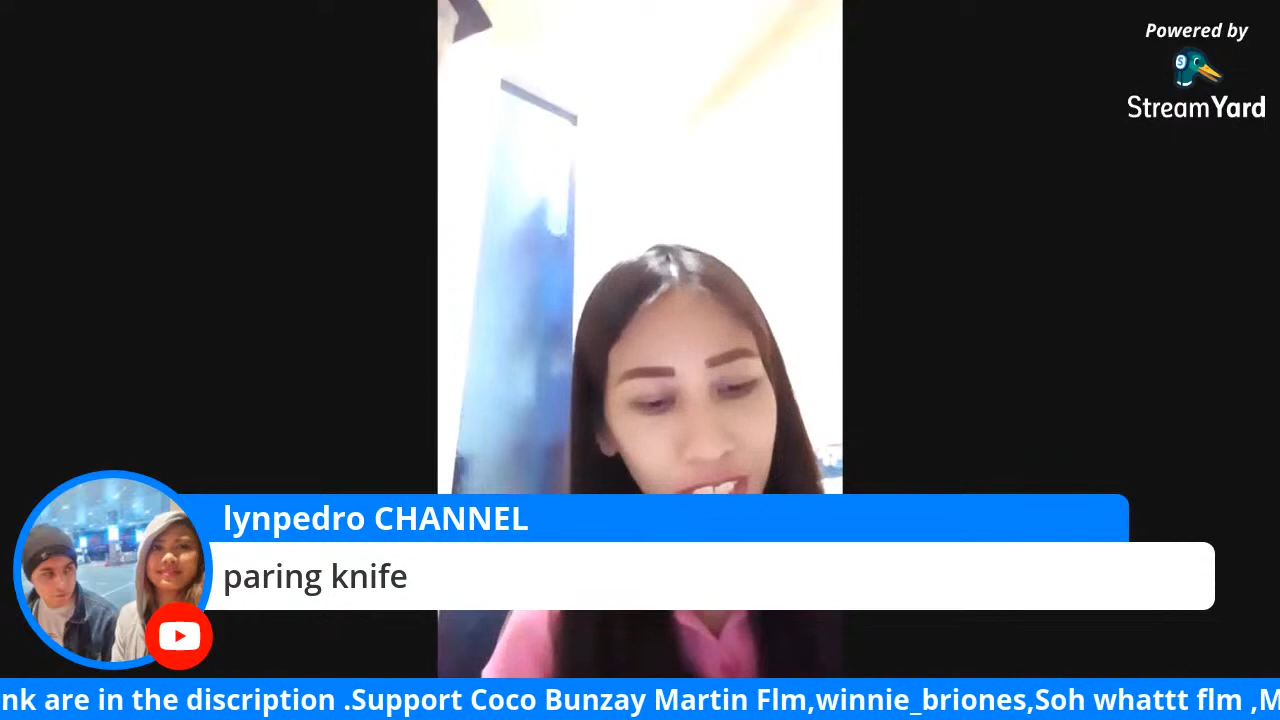 Powered by
StreamYard
lynpedro CHANNEL
paring knife
nk are in the discription .Support Coco Bunzay Martin Flm,winnie_briones,Soh whattt flm ,M